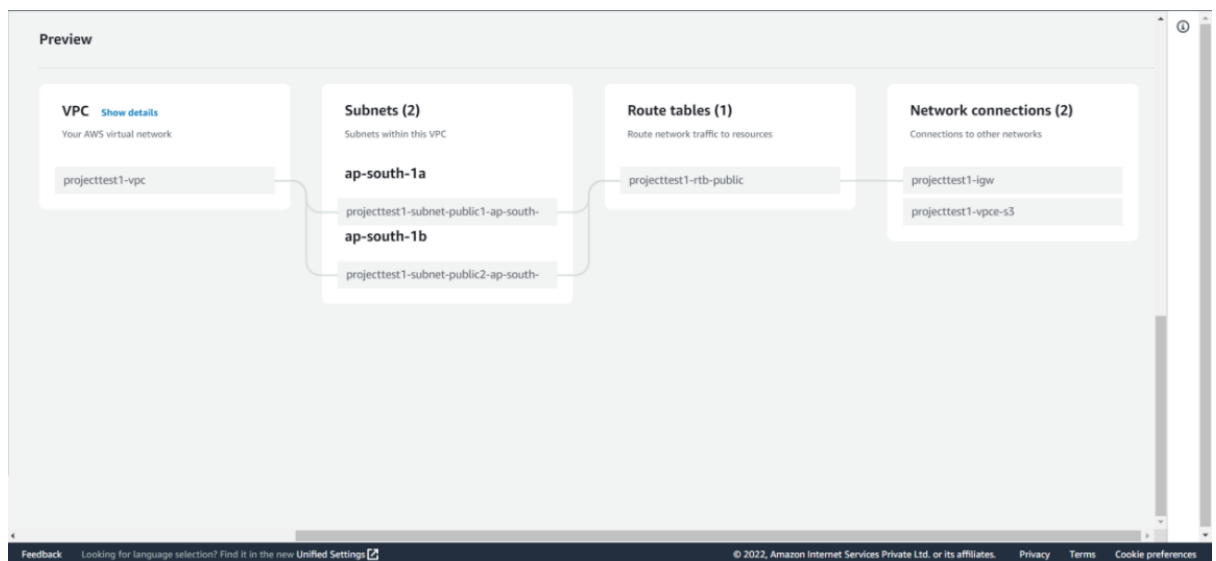 Preview
VPC Show details
Your AWS virtual network
projecttest1-vpc
Subnets (2)
Subnets within this VPC
ap-south-1a
projecttest1-subnet-public1-ap-south-
ap-south-1b
projecttest1-subnet-public2-ap-south-
Route tables (1)
Route network traffic to resources
projecttest1-rtb-public
Network connections (2)
Connections to other networks
projecttest1-igw
projecttest1-vpce-s3
Feedback Looking for language selection? Find it in the new Unified Settings © 2022, Amazon Internet Services Private Ltd. or its affiliates. Privacy Terms Cookie preferences